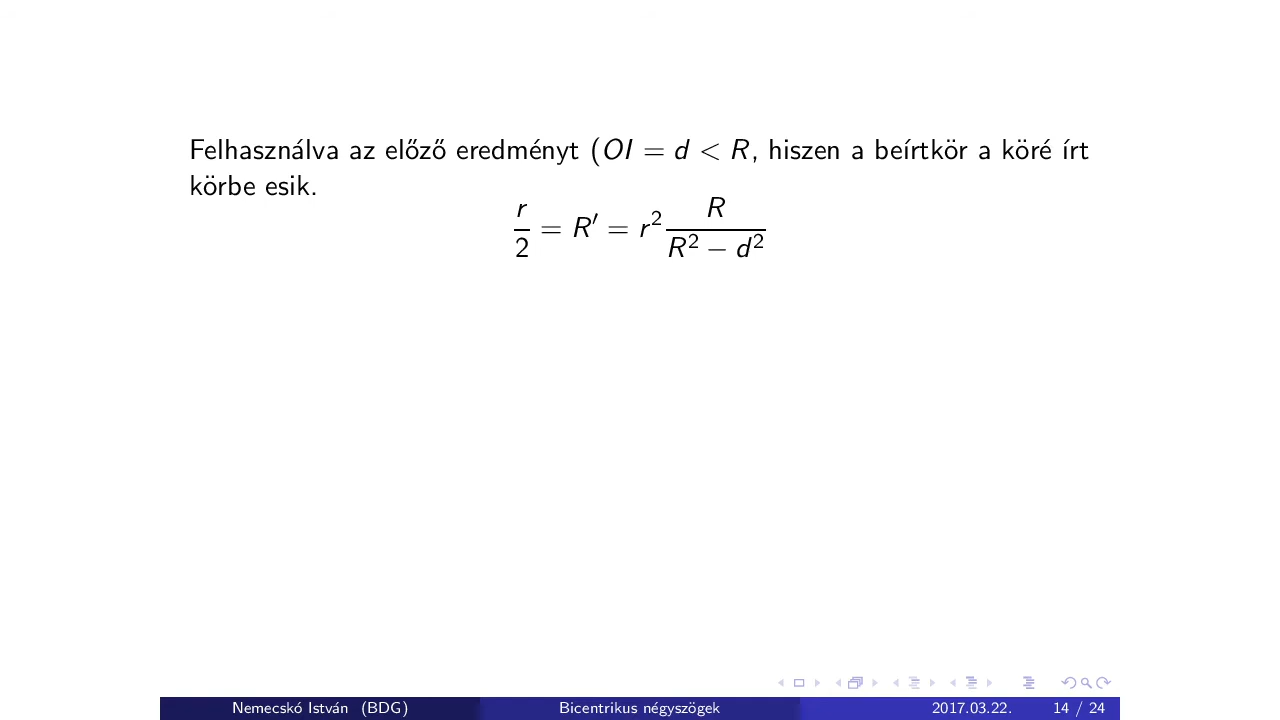 Felhasználva az előző eredményt (OI = d < R, hiszen a beírtkör a köré írt
körbe esik.
r/2 = R′ = r² R/(R² − d²)
Nemecskó István (BDG) Bicentrikus négyszögek 2017.03.22. 14 / 24